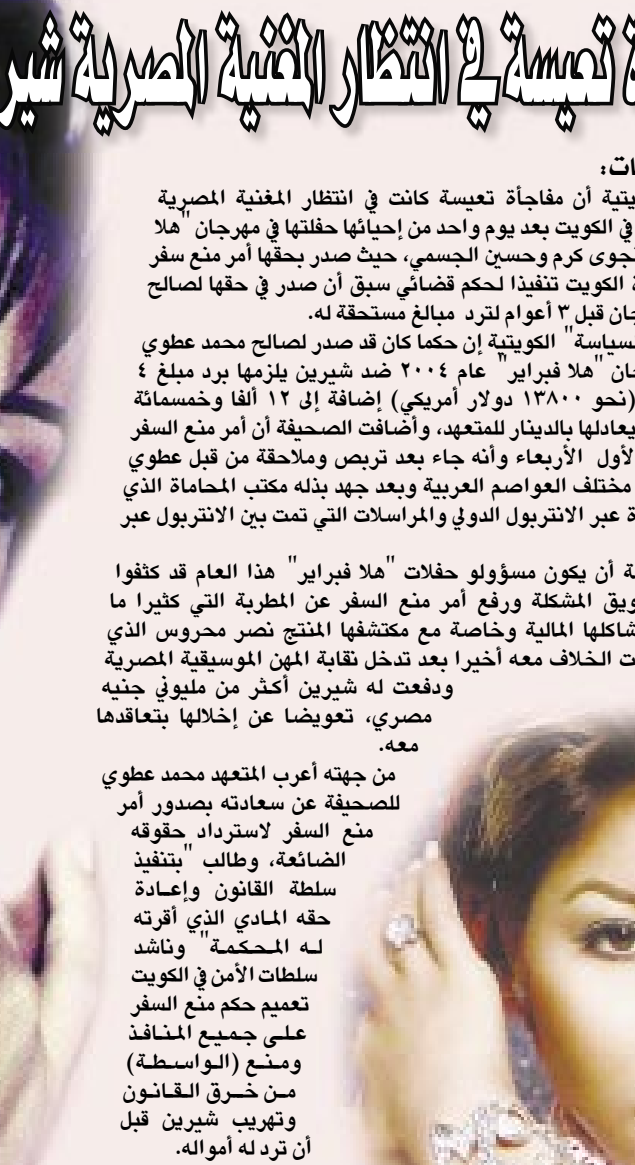 تعيسة في انتظار المغنية المصرية
ات:
يتية أن مفاجأة تعيسة كانت في انتظار المغنية المصرية
في الكويت بعد يوم واحد من إحيائها حفلتها في مهرجان "هلا
نجوى كرم وحسين الجسمي، حيث صدر بحقها أمر منع سفر
ة الكويت تنفيذا لحكم قضائي سبق أن صدر في حقها لصالح
جان قبل ٣ أعوام لترد مبالغ مستحقة له.
لسياسة" الكويتية إن حكما كان قد صدر لصالح محمد عطوي
جان "هلا فبراير" عام ٢٠٠٤ ضد شيرين يلزمها برد مبلغ ٤
(نحو ١٣٨٠٠ دولار أمريكي) إضافة إلى ١٢ ألفا وخمسمائة
يعادلها بالدينار للمتعهد، وأضافت الصحيفة أن أمر منع السفر
لأول الأربعاء وأنه جاء بعد تربص وملاحقة من قبل عطوي
مختلف العواصم العربية وبعد جهد بذله مكتب المحاماة الذي
ة عبر الانتربول الدولي والمراسلات التي تمت بين الانتربول عبر
ة أن يكون مسؤولو حفلات "هلا فبراير" هذا العام قد كثفوا
ويق المشكلة ورفع أمر منع السفر عن المطربة التي كثيرا ما
شاكلها المالية وخاصة مع مكتشفها المنتج نصر محروس الذي
ت الخلاف معه أخيرا بعد تدخل نقابة المهن الموسيقية المصرية
ودفعت له شيرين أكثر من مليوني جنيه
مصري، تعويضا عن إخلالها بتعاقدها
معه.
من جهته أعرب المتعهد محمد عطوي
للصحيفة عن سعادته بصدور أمر
منع السفر لاسترداد حقوقه
الضائعة، وطالب "بتنفيذ
سلطة القانون وإعادة
حقه المادي الذي أقرته
له المحكمة" وناشد
سلطات الأمن في الكويت
تعميم حكم منع السفر
على جميع المنافذ
ومنع (الواسطة)
من خرق القانون
وتهريب شيرين قبل
أن ترد له أمواله.